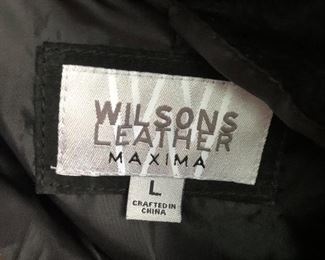 WILSONS
LEATHER
MAXIMA
L
CRAFTED IN
CHINA